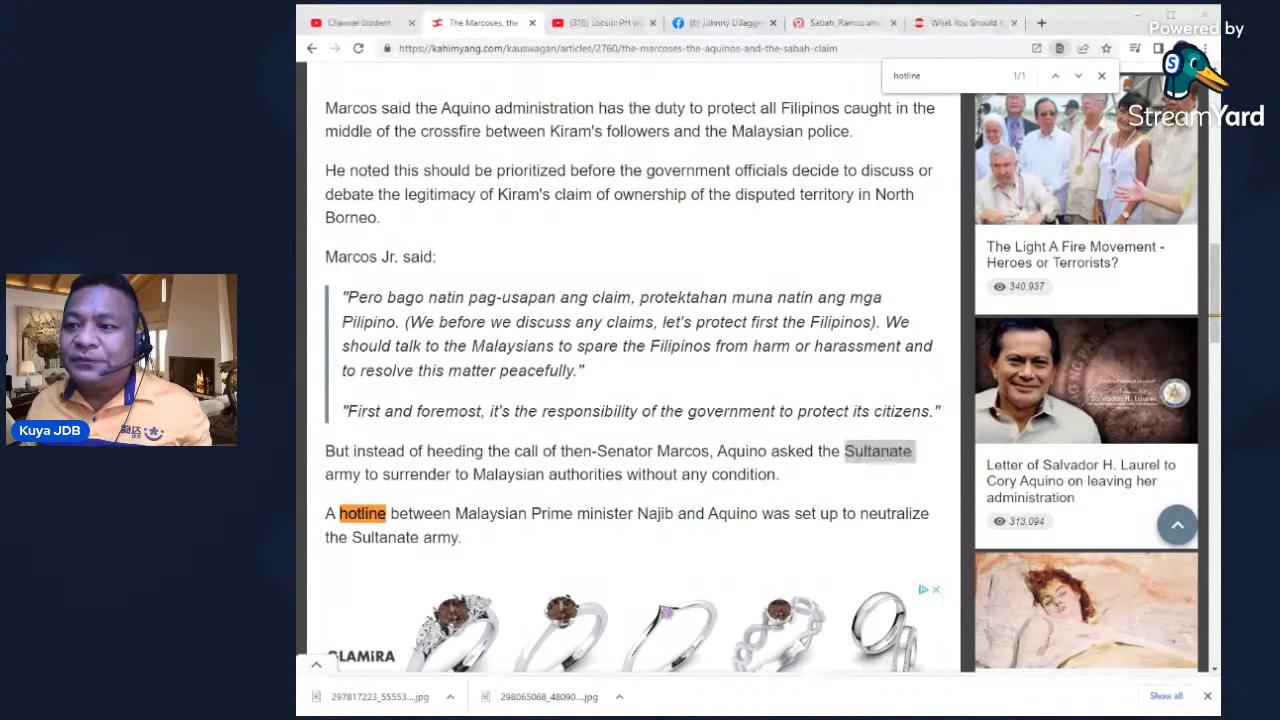 Channel content
The Marcoses, the
(310) Locsin: PH w
(6) Johnny D
Sabah, Ramos and
What You Should
Powered by
StreamYard
https://kahimyang.com/kauswagan/articles/2760/the-marcoses-the-aquinos-and-the-sabah-claim
hotline 1/1
Marcos said the Aquino administration has the duty to protect all Filipinos caught in the
middle of the crossfire between Kiram's followers and the Malaysian police.
He noted this should be prioritized before the government officials decide to discuss or
debate the legitimacy of Kiram's claim of ownership of the disputed territory in North
Borneo.
Marcos Jr. said:
"Pero bago natin pag-usapan ang claim, protektahan muna natin ang mga
Pilipino. (We before we discuss any claims, let's protect first the Filipinos). We
should talk to the Malaysians to spare the Filipinos from harm or harassment and
to resolve this matter peacefully."
"First and foremost, it's the responsibility of the government to protect its citizens."
But instead of heeding the call of then-Senator Marcos, Aquino asked the Sultanate
army to surrender to Malaysian authorities without any condition.
A hotline between Malaysian Prime minister Najib and Aquino was set up to neutralize
the Sultanate army.
The Light A Fire Movement -
Heroes or Terrorists?
340,937
Letter of Salvador H. Laurel to
Cory Aquino on leaving her
administration
313,094
GLAMIRA
Kuya JDB
297817223_55553....jpg
298065068_48090....jpg
Show all